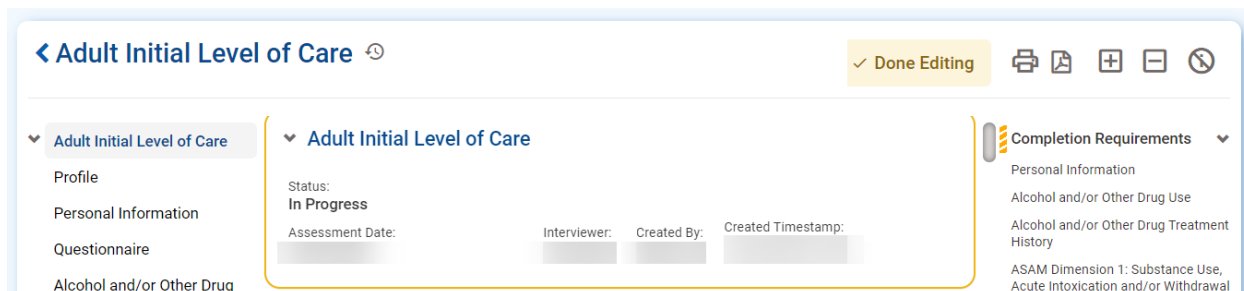 Adult Initial Level of Care
Done Editing
Adult Initial Level of Care
Profile
Personal Information
Questionnaire
Alcohol and/or Other Drug
Adult Initial Level of Care
Status:
In Progress
Assessment Date:
Interviewer:
Created By:
Created Timestamp:
Completion Requirements
Personal Information
Alcohol and/or Other Drug Use
Alcohol and/or Other Drug Treatment
History
ASAM Dimension 1: Substance Use,
Acute Intoxication and/or Withdrawal